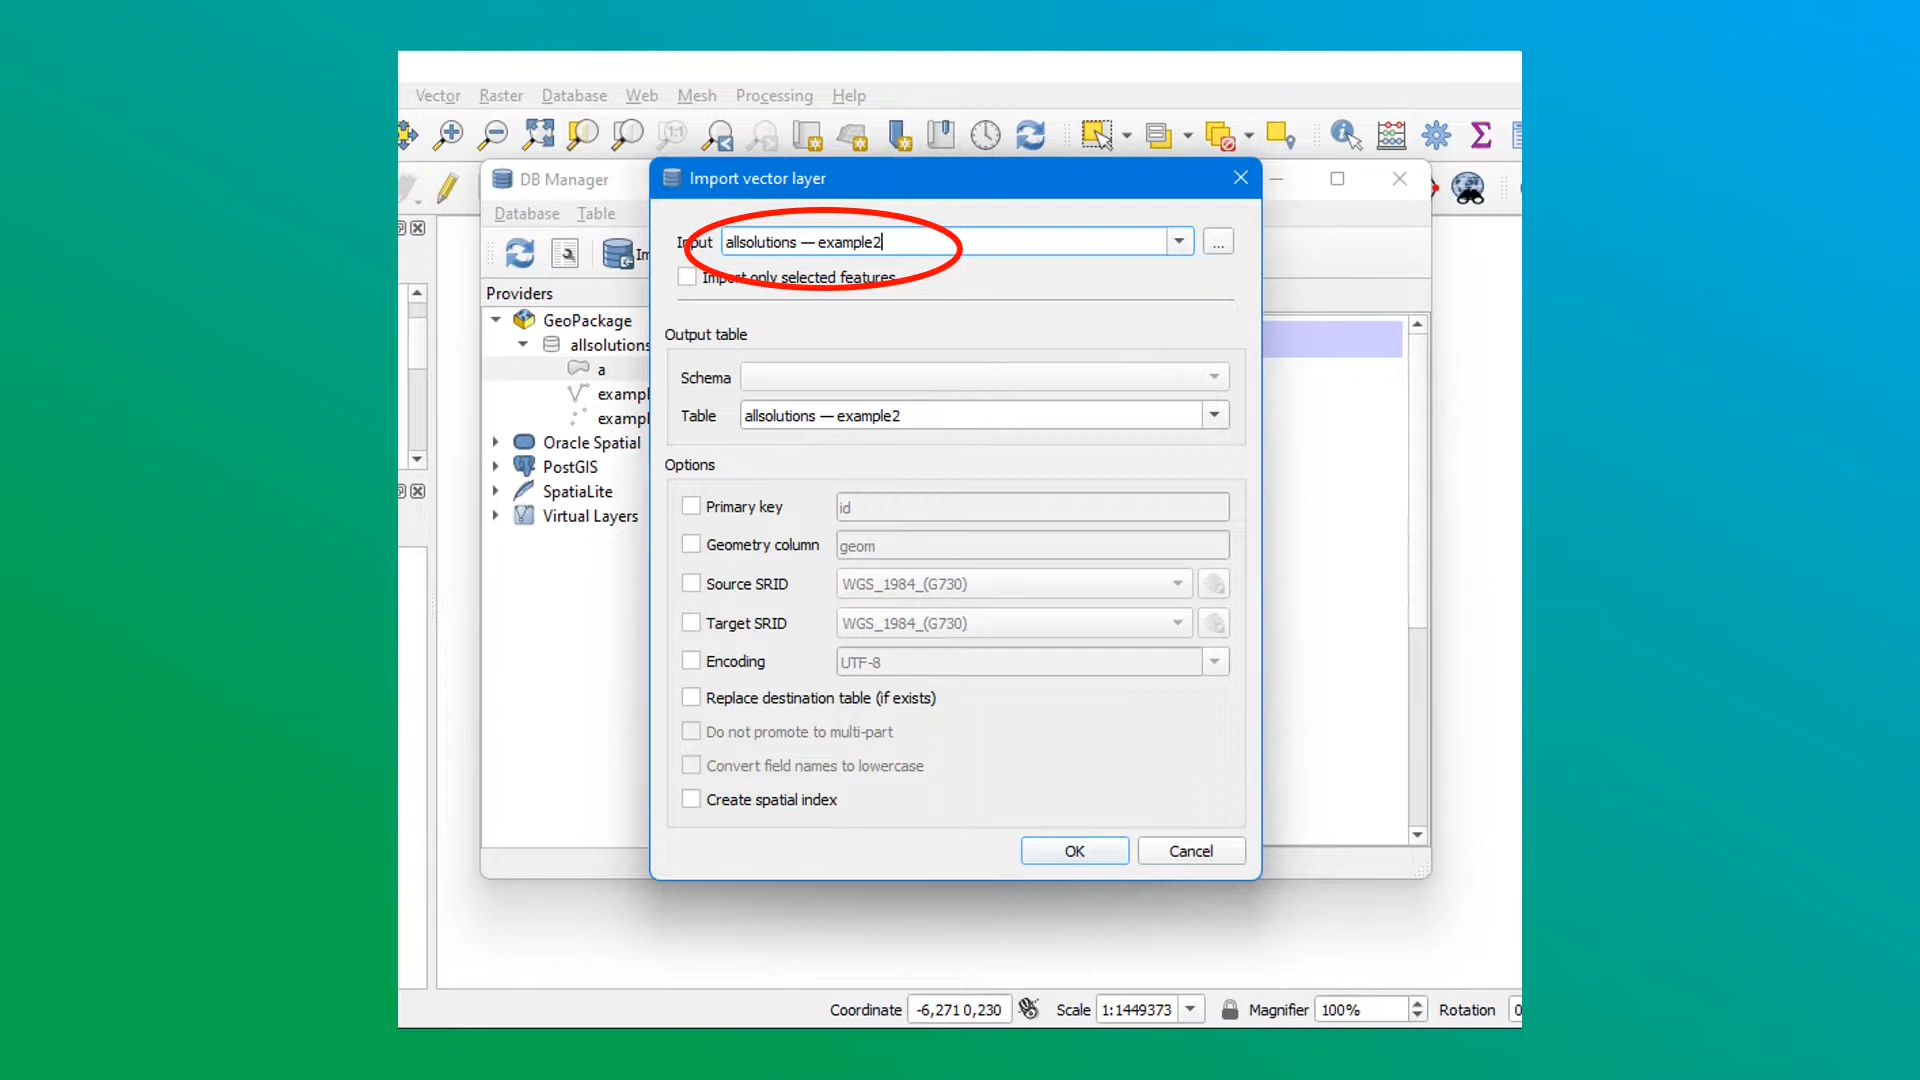 Vector Raster Database Web Mesh Processing Help
1:1
DB Manager
Import vector layer
Database Table
Input allsolutions — example2 ...
Import only selected features
Providers
GeoPackage
allsolutions
a
exampl
exampl
Oracle Spatial
PostGIS
SpatiaLite
Virtual Layers
Output table
Schema
Table allsolutions — example2
Options
Primary key id
Geometry column geom
Source SRID WGS_1984_(G730)
Target SRID WGS_1984_(G730)
Encoding UTF-8
Replace destination table (if exists)
Do not promote to multi-part
Convert field names to lowercase
Create spatial index
OK Cancel
Coordinate -6,271 0,230 Scale 1:1449373 Magnifier 100% Rotation